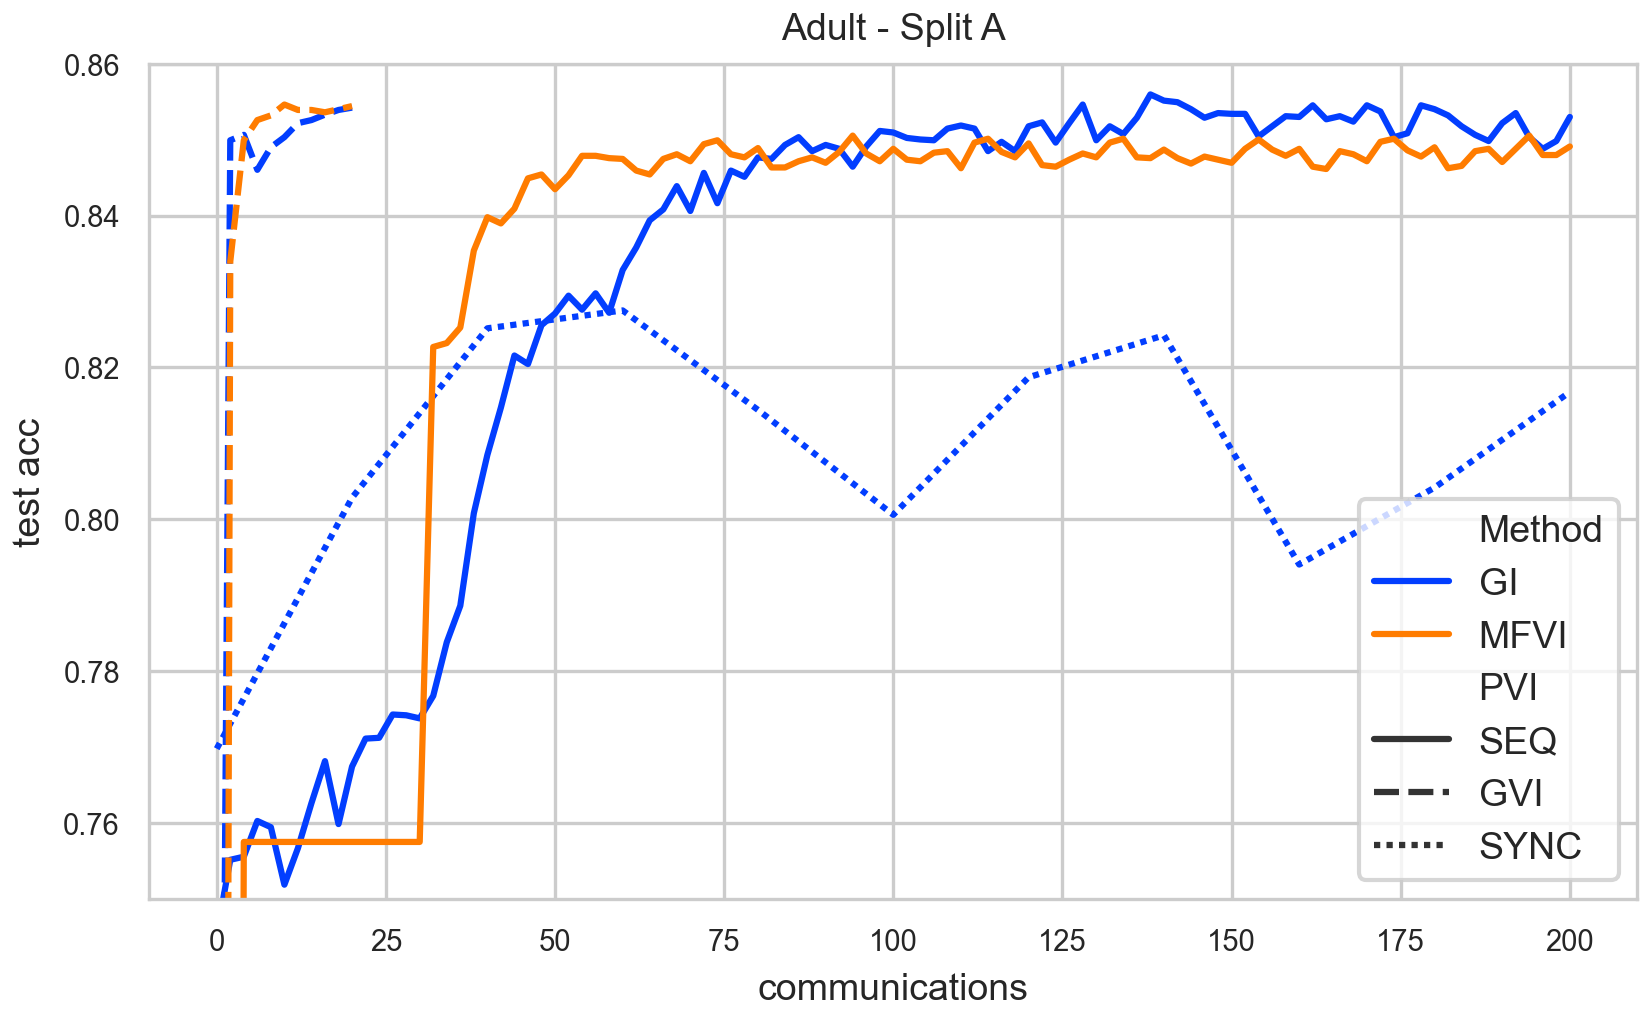 Adult - Split A
0.86
0.84
0.82
0.80
0.78
0.76
test acc
0
25
50
75
100
125
150
175
200
communications
Method
GI
MFVI
PVI
SEQ
GVI
SYNC